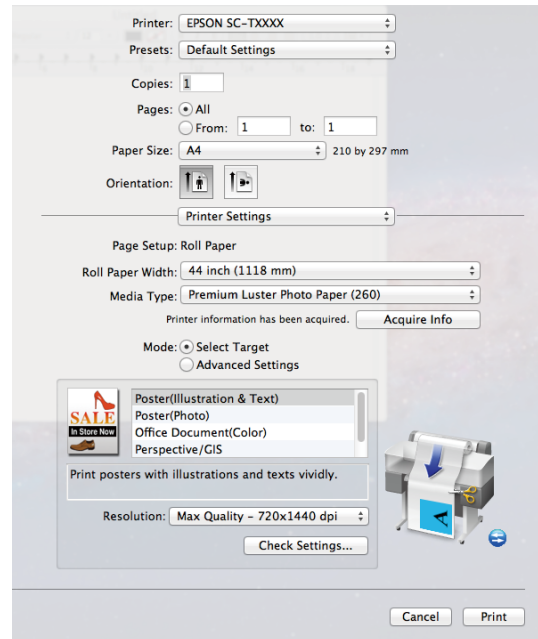 Printer: EPSON SC-TXXXX
Presets: Default Settings
Copies: 1
Pages: All
From: 1 to: 1
Paper Size: A4 210 by 297 mm
Orientation:
Printer Settings
Page Setup: Roll Paper
Roll Paper Width: 44 inch (1118 mm)
Media Type: Premium Luster Photo Paper (260)
Printer information has been acquired. Acquire Info
Mode: Select Target
Advanced Settings
SALE
In Store Now
Poster(Illustration & Text)
Poster(Photo)
Office Document(Color)
Perspective/GIS
Print posters with illustrations and texts vividly.
A
Resolution: Max Quality – 720x1440 dpi
Check Settings...
Cancel Print